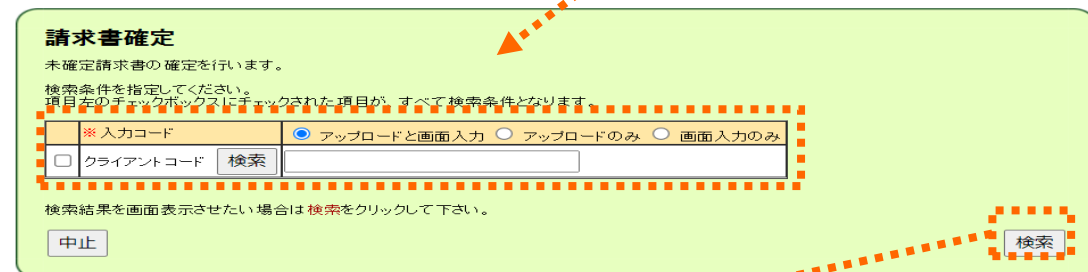 請求書確定
未確定請求書の確定を行います。
検索条件を指定してください。
項目左のチェックボックスにチェックされた項目が、すべて検索条件となります。
※入力コード アップロードと画面入力 アップロードのみ 画面入力のみ
クライアントコード 検索
検索結果を画面表示させたい場合は検索をクリックして下さい。
中止 検索